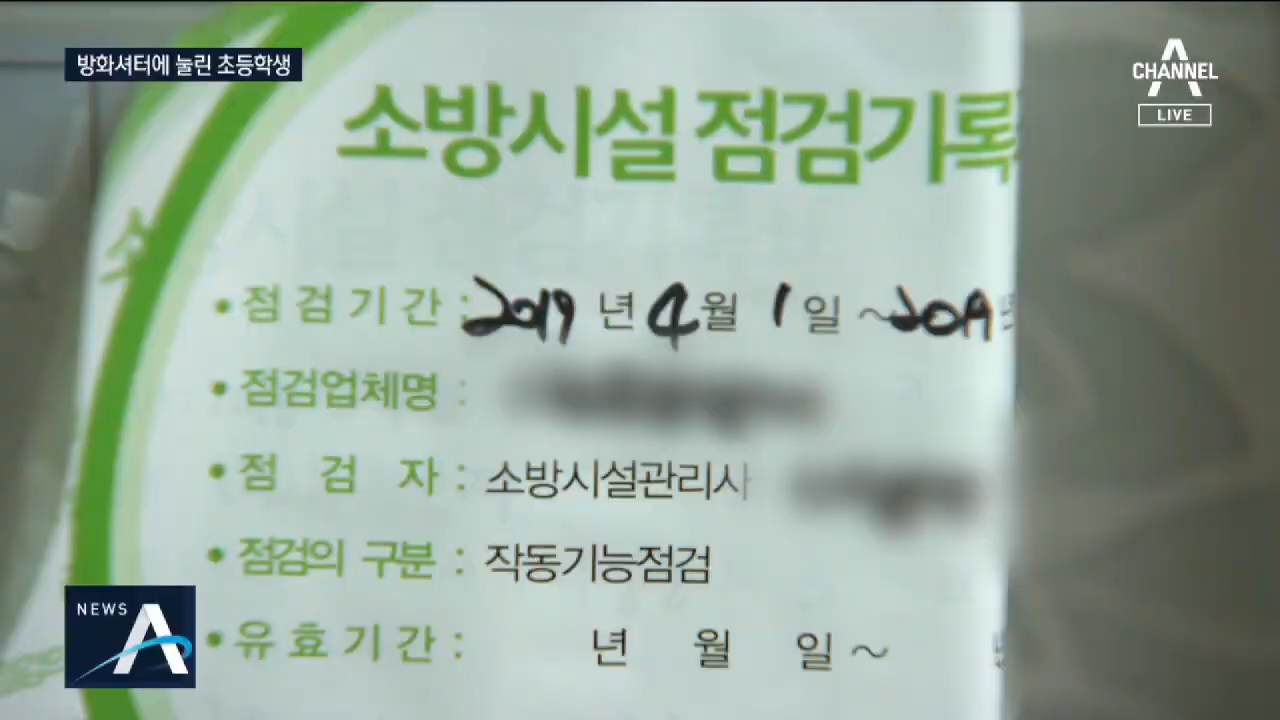 방화셔터에 눌린 초등학생
CHANNEL A
LIVE
소방시설 점검기록
• 점검기간 : 2019 년 4월 1일 ~ 2019
• 점검업체명 :
• 점 검 자 : 소방시설관리사
• 점검의 구분 : 작동기능점검
• 유효기간 : 년 월 일 ~
NEWS A